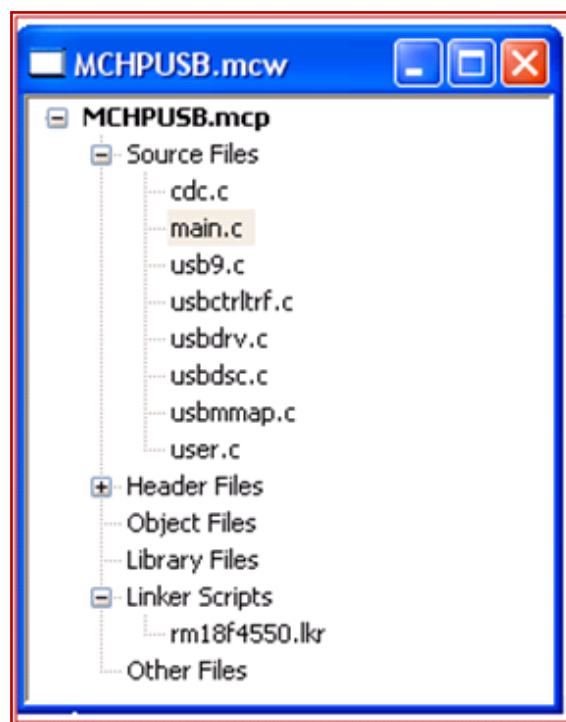 MCHPUSB.mcw
MCHPUSB.mcp
Source Files
cdc.c
main.c
usb9.c
usbctrltrf.c
usbdrv.c
usbdsc.c
usbmmap.c
user.c
Header Files
Object Files
Library Files
Linker Scripts
rm18f4550.lkr
Other Files